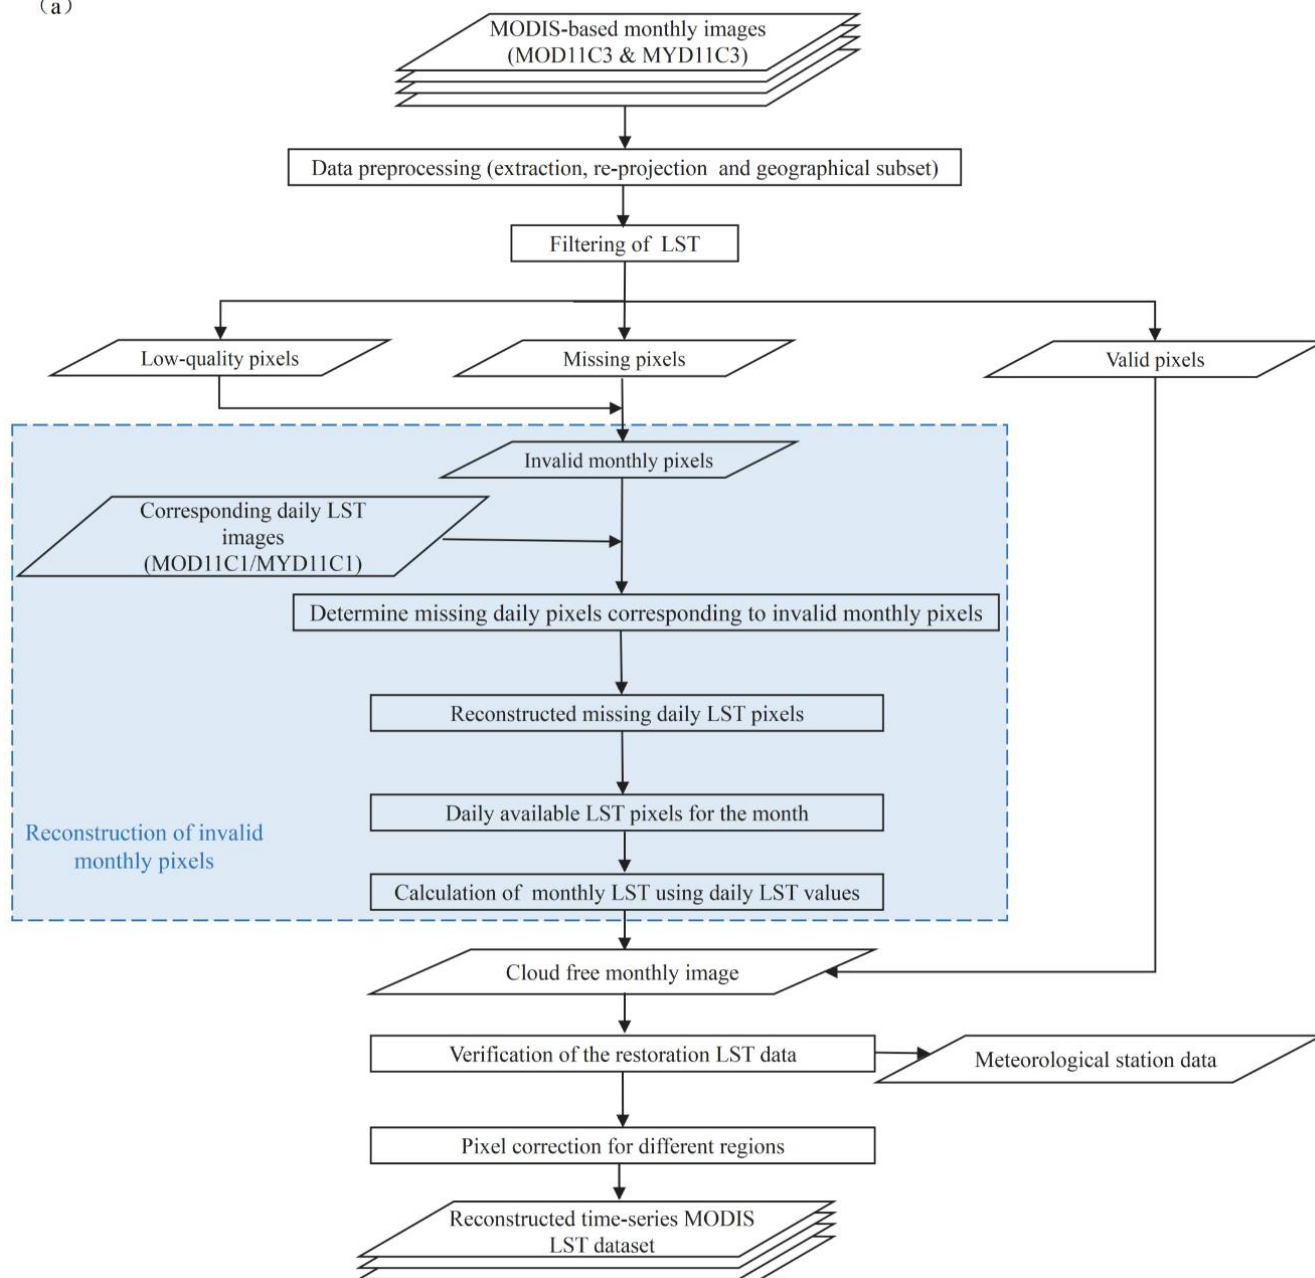 （a）
MODIS-based monthly images
(MOD11C3 & MYD11C3)
Data preprocessing (extraction, re-projection and geographical subset)
Filtering of LST
Low-quality pixels
Missing pixels
Valid pixels
Invalid monthly pixels
Corresponding daily LST
images
(MOD11C1/MYD11C1)
Determine missing daily pixels corresponding to invalid monthly pixels
Reconstructed missing daily LST pixels
Daily available LST pixels for the month
Reconstruction of invalid
monthly pixels
Calculation of monthly LST using daily LST values
Cloud free monthly image
Verification of the restoration LST data
Meteorological station data
Pixel correction for different regions
Reconstructed time-series MODIS
LST dataset